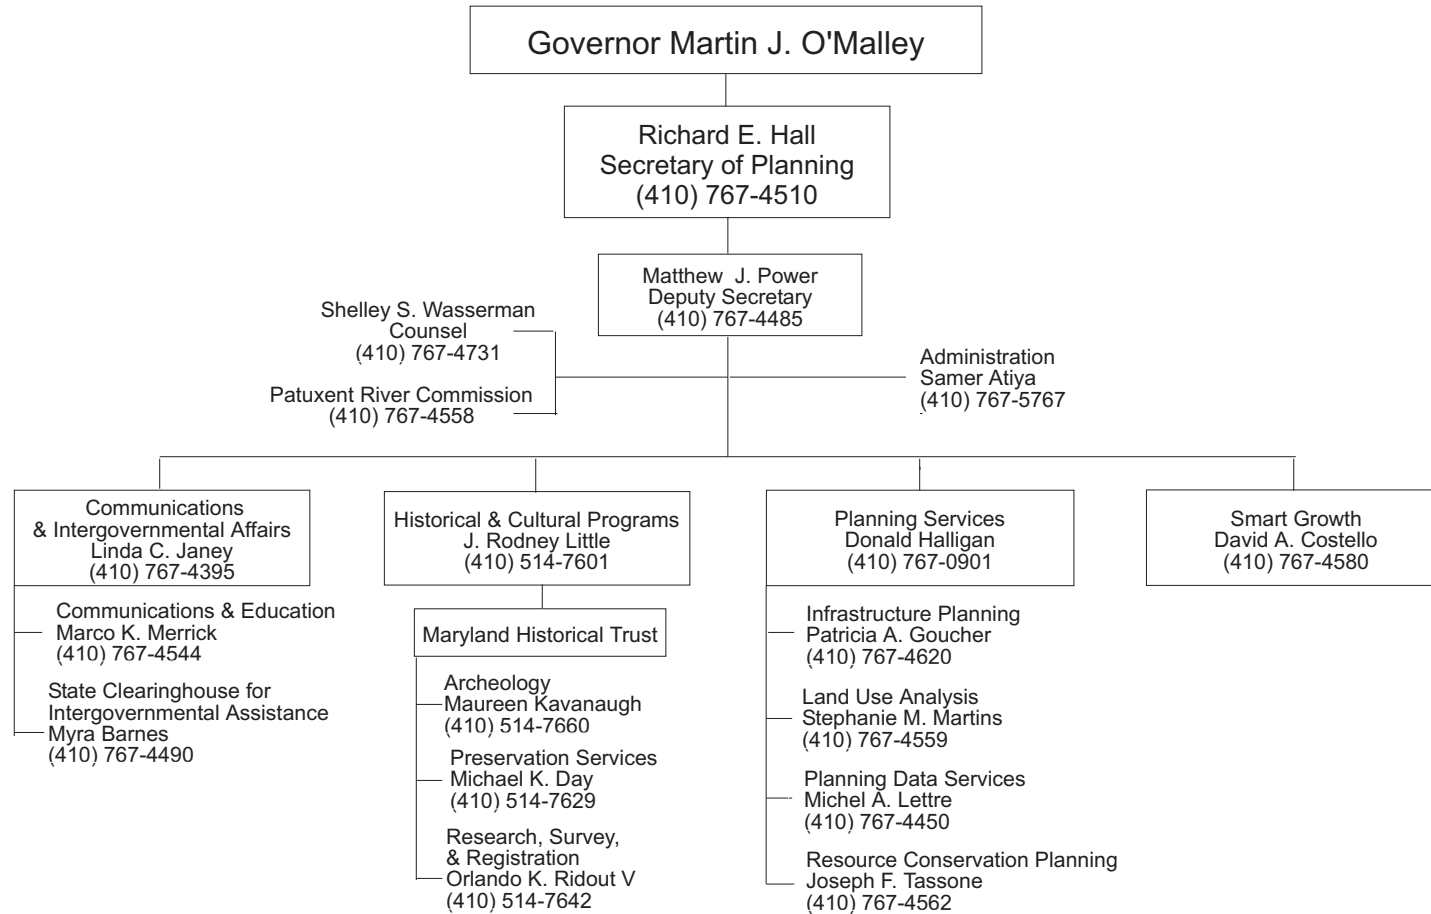 Governor Martin J. O'Malley
Richard E. Hall
Secretary of Planning
(410) 767-4510
Matthew J. Power
Deputy Secretary
(410) 767-4485
Shelley S. Wasserman
Counsel
(410) 767-4731
Patuxent River Commission
(410) 767-4558
Administration
Samer Atiya
(410) 767-5767
Communications
& Intergovernmental Affairs
Linda C. Janey
(410) 767-4395
Communications & Education
Marco K. Merrick
(410) 767-4544
State Clearinghouse for
Intergovernmental Assistance
Myra Barnes
(410) 767-4490
Historical & Cultural Programs
J. Rodney Little
(410) 514-7601
Maryland Historical Trust
Archeology
Maureen Kavanaugh
(410) 514-7660
Preservation Services
Michael K. Day
(410) 514-7629
Research, Survey,
& Registration
Orlando K. Ridout V
(410) 514-7642
Planning Services
Donald Halligan
(410) 767-0901
Infrastructure Planning
Patricia A. Goucher
(410) 767-4620
Land Use Analysis
Stephanie M. Martins
(410) 767-4559
Planning Data Services
Michel A. Lettre
(410) 767-4450
Resource Conservation Planning
Joseph F. Tassone
(410) 767-4562
Smart Growth
David A. Costello
(410) 767-4580